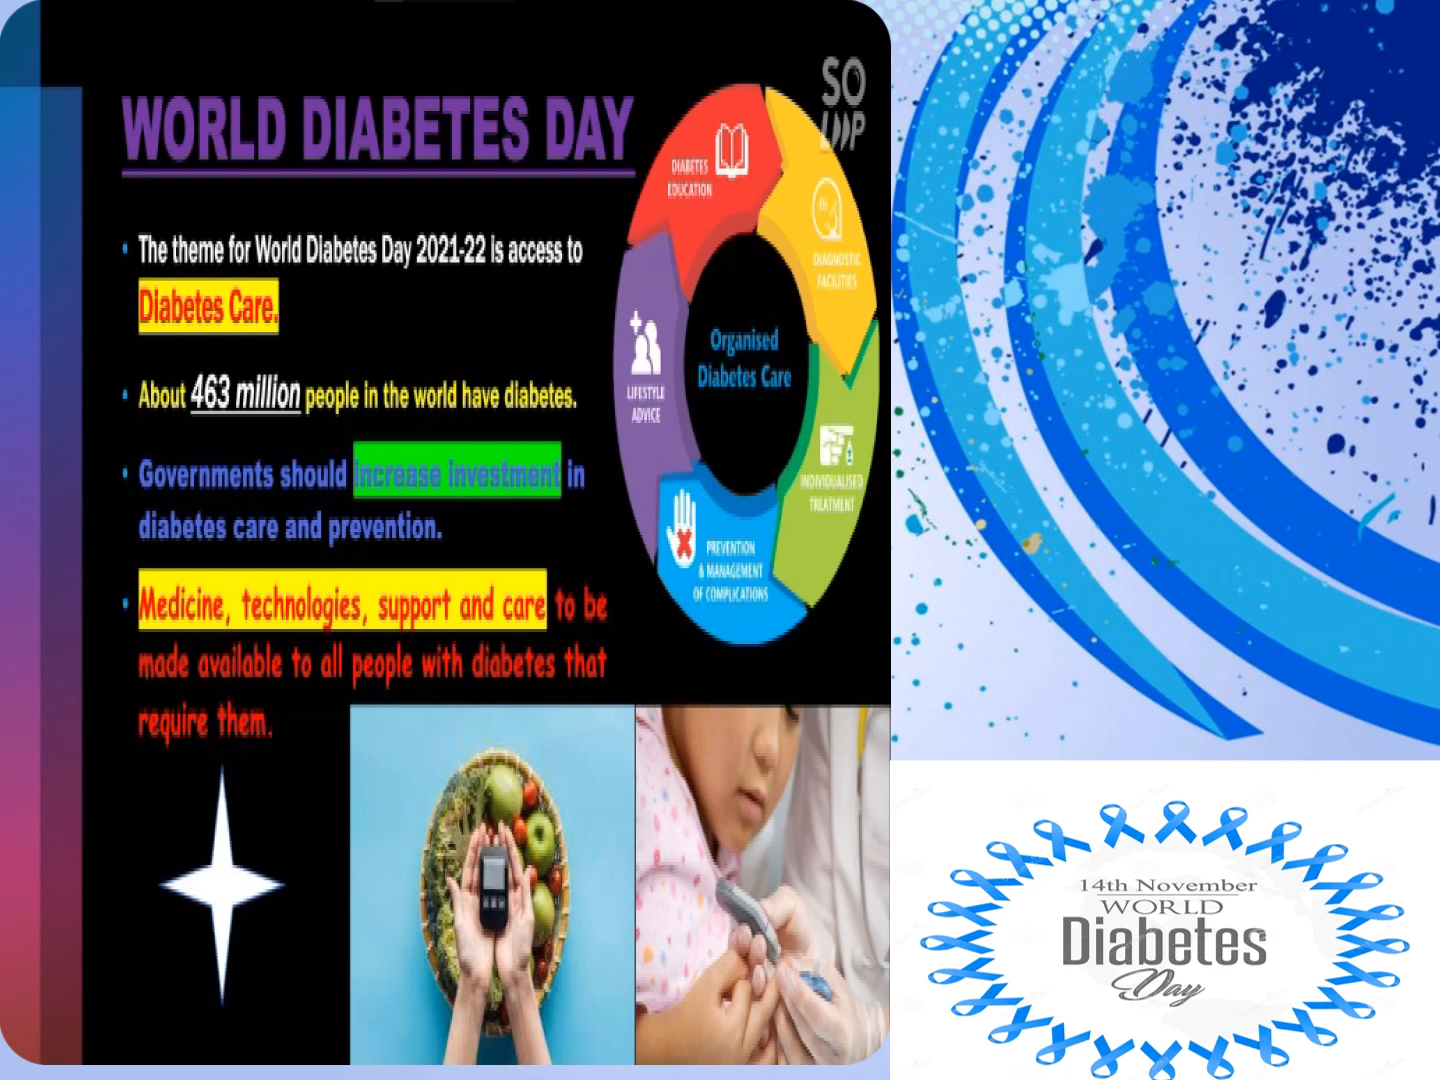 WORLD DIABETES DAY
SO
LOOP
The theme for World Diabetes Day 2021-22 is access to
Diabetes Care.
About 463 million people in the world have diabetes.
Governments should increase investment in
diabetes care and prevention.
Medicine, technologies, support and care to be
made available to all people with diabetes that
require them.
DIABETES
EDUCATION
DIAGNOSTIC
FACILITIES
INDIVIDUALISED
TREATMENT
PREVENTION
& MANAGEMENT
OF COMPLICATIONS
LIFESTYLE
ADVICE
Organised
Diabetes Care
14th November
WORLD
Diabetes
Day